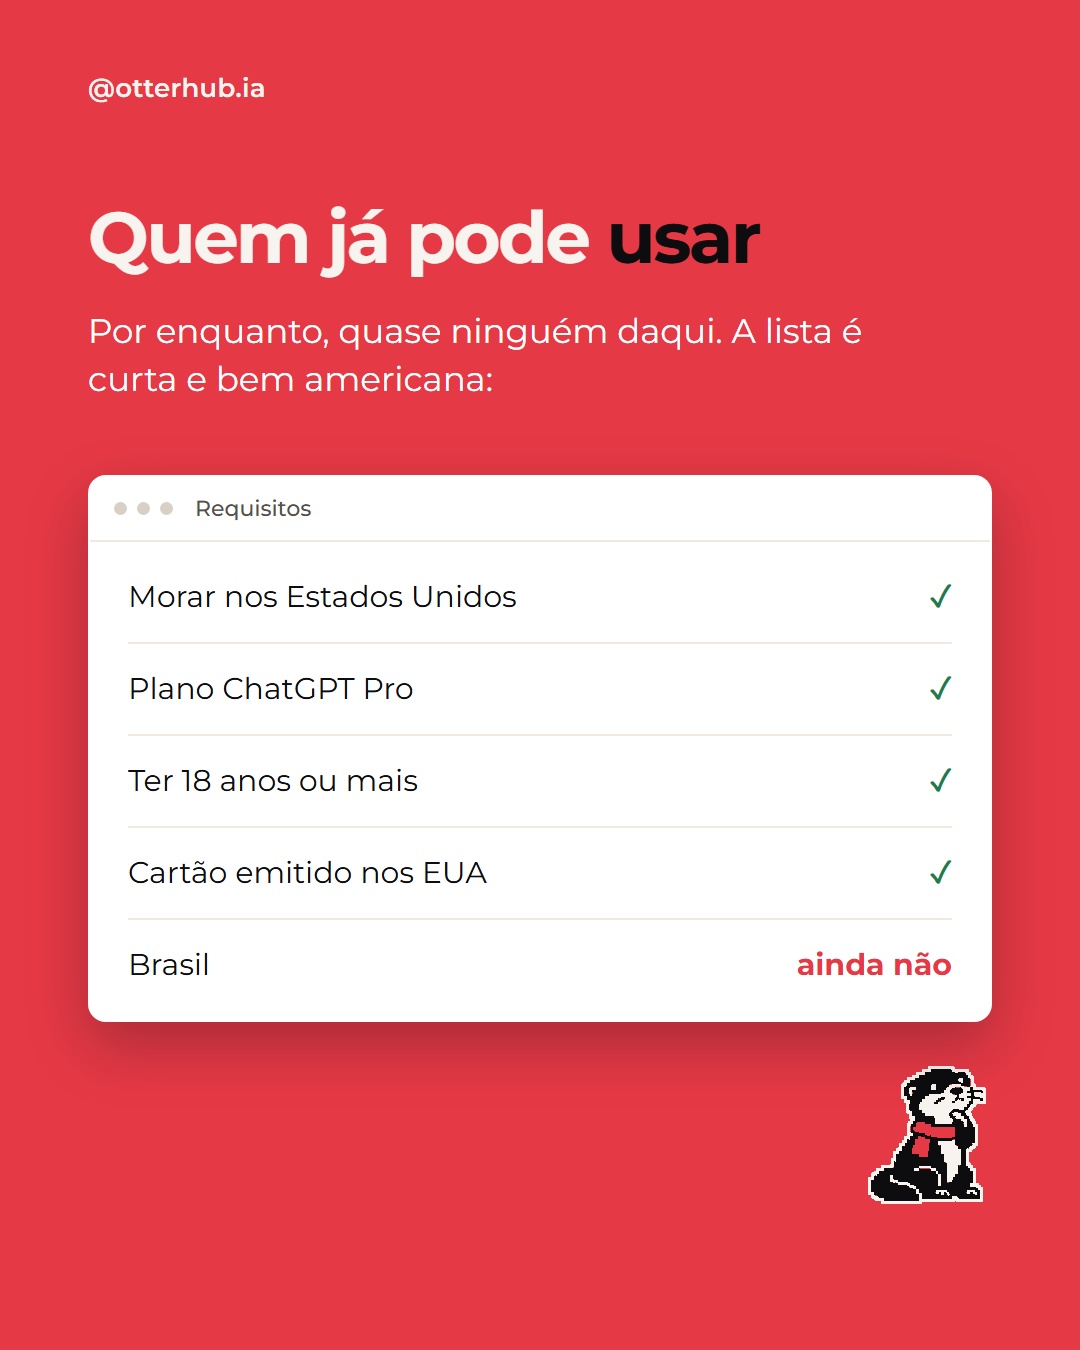 @otterhub.ia
Quem já pode usar
Por enquanto, quase ninguém daqui. A lista é
curta e bem americana:
Requisitos
Morar nos Estados Unidos ✓
Plano ChatGPT Pro ✓
Ter 18 anos ou mais ✓
Cartão emitido nos EUA ✓
Brasil ainda não